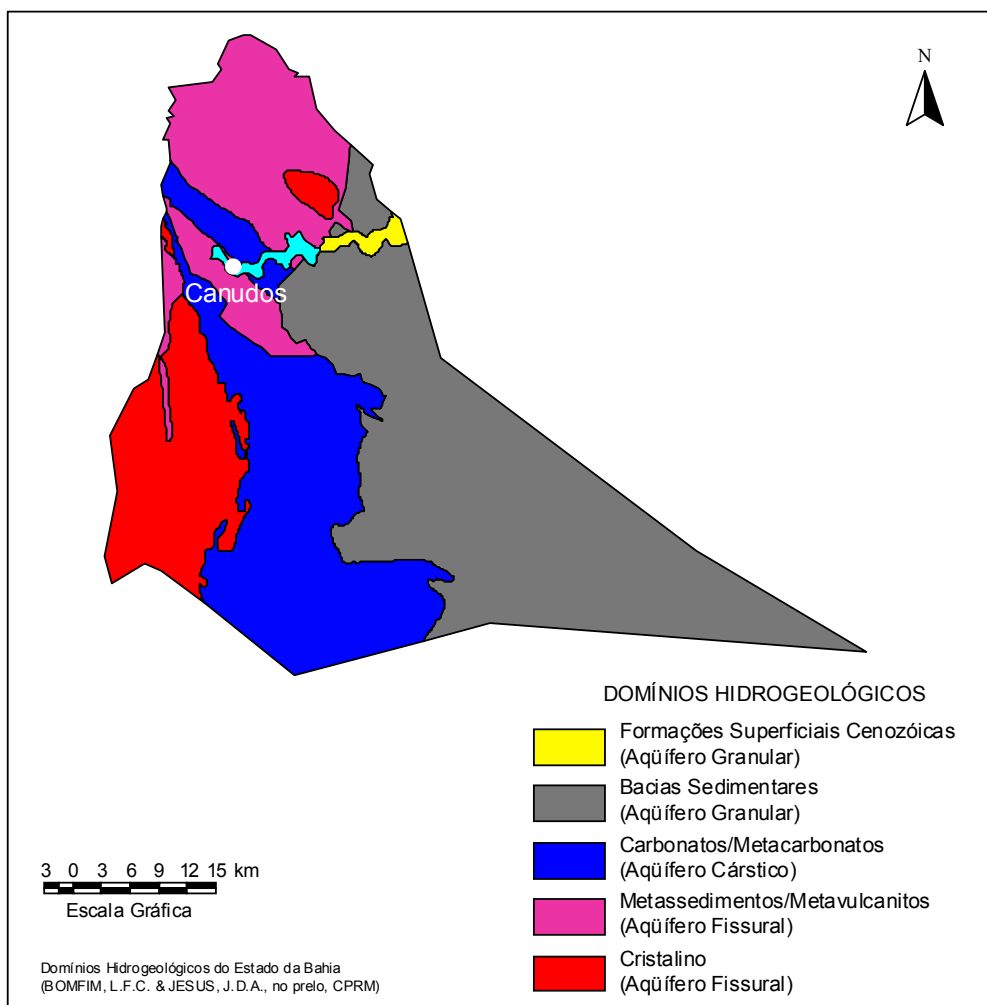 N
Canudos
DOMÍNIOS HIDROGEOLÓGICOS
Formações Superficiais Cenozóicas
(Aqüífero Granular)
Bacias Sedimentares
(Aqüífero Granular)
Carbonatos/Metacarbonatos
(Aqüífero Cárstico)
Metassedimentos/Metavulcanitos
(Aqüífero Fissural)
Cristalino
(Aqüífero Fissural)
3 0 3 6 9 12 15 km
Escala Gráfica
Domínios Hidrogeológicos do Estado da Bahia
(BOMFIM, L.F.C. & JESUS, J.D.A., no prelo, CPRM)